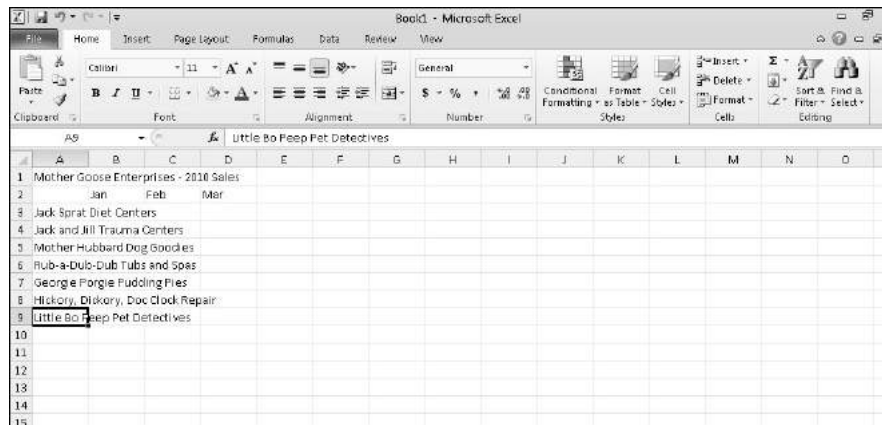 Book1 - Microsoft Excel
File Home Insert Page Layout Formulas Data Review View
Calibri 11 A A General Insert
Paste B I U A $ % , Conditional Formatting Format as Table Cell Styles Delete Format Σ Sort & Filter Find & Select
Clipboard Font Alignment Number Styles Cells Editing
A9 fx Little Bo Peep Pet Detectives
A B C D E F G H I J K L M N O
1 Mother Goose Enterprises - 2010 Sales
2 Jan Feb Mar
3 Jack Sprat Diet Centers
4 Jack and Jill Trauma Centers
5 Mother Hubbard Dog Goodies
6 Rub-a-Dub-Dub Tubs and Spas
7 Georgie Porgie Pudding Pies
8 Hickory, Dickory, Doc Clock Repair
9 Little Bo Peep Pet Detectives
10
11
12
13
14
15